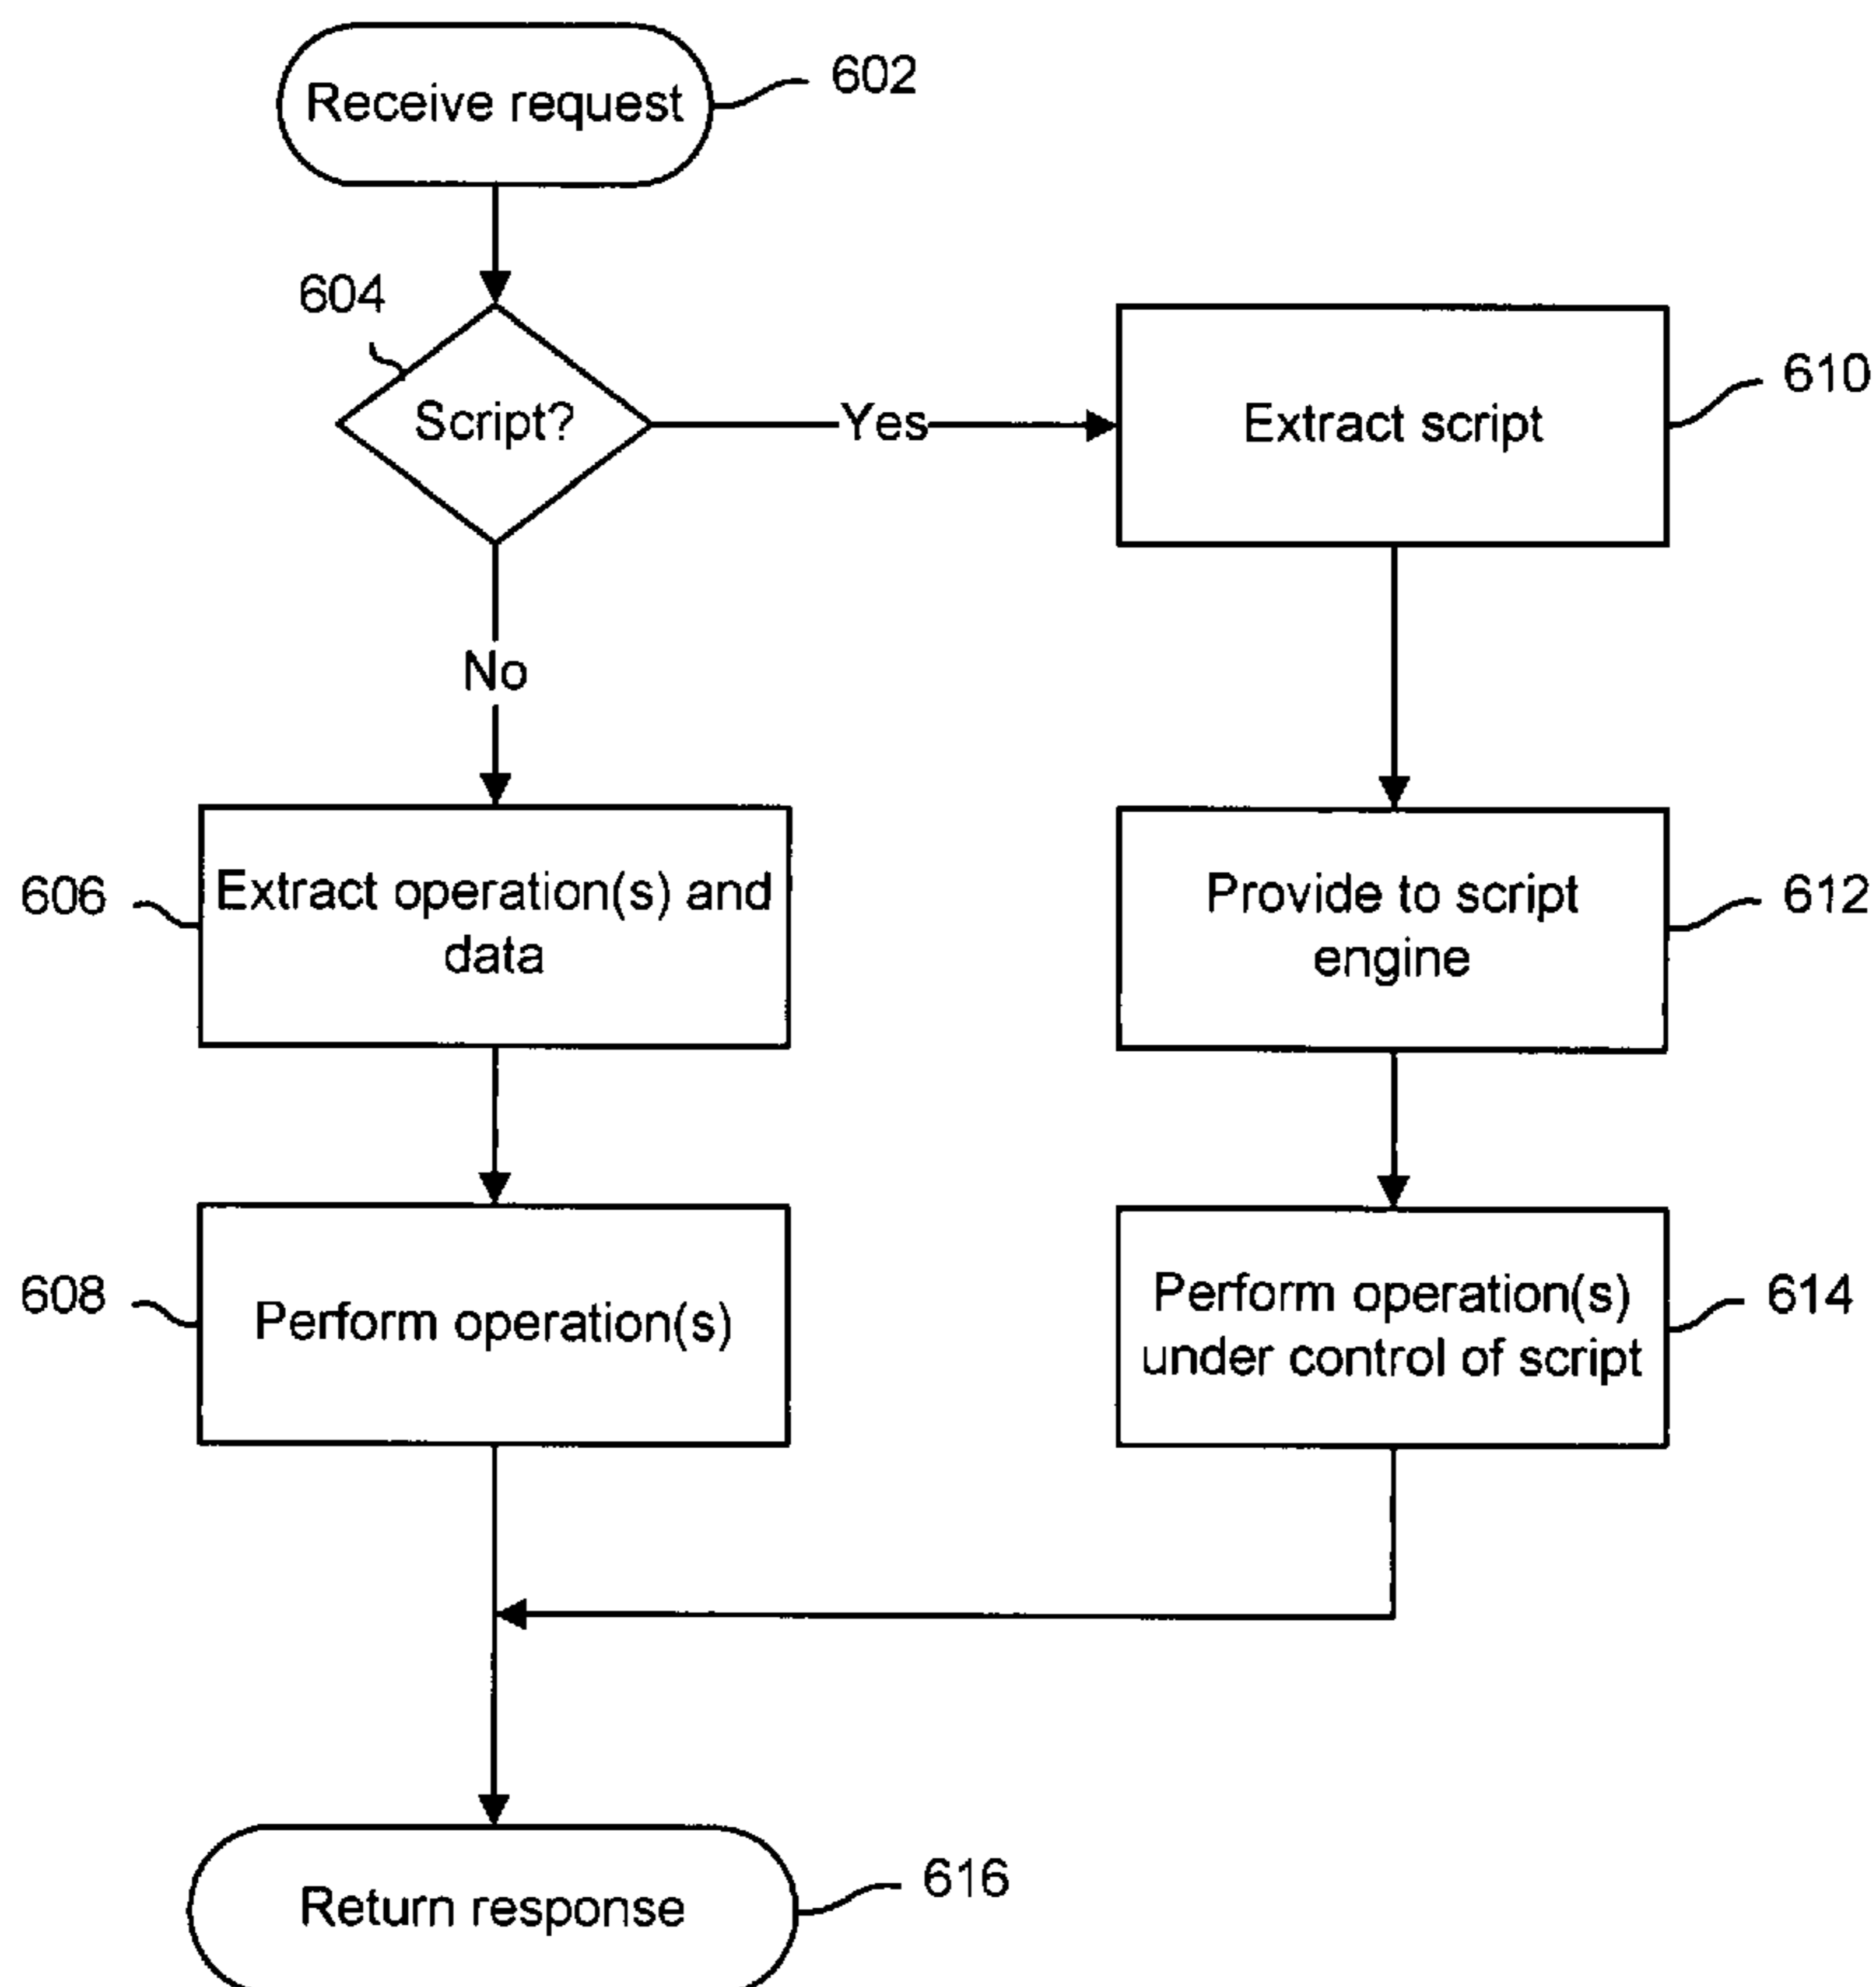 Receive request
602
604
Script?
Yes
Extract script
610
No
606
Extract operation(s) and
data
Provide to script
engine
612
608
Perform operation(s)
Perform operation(s)
under control of script
614
Return response
616